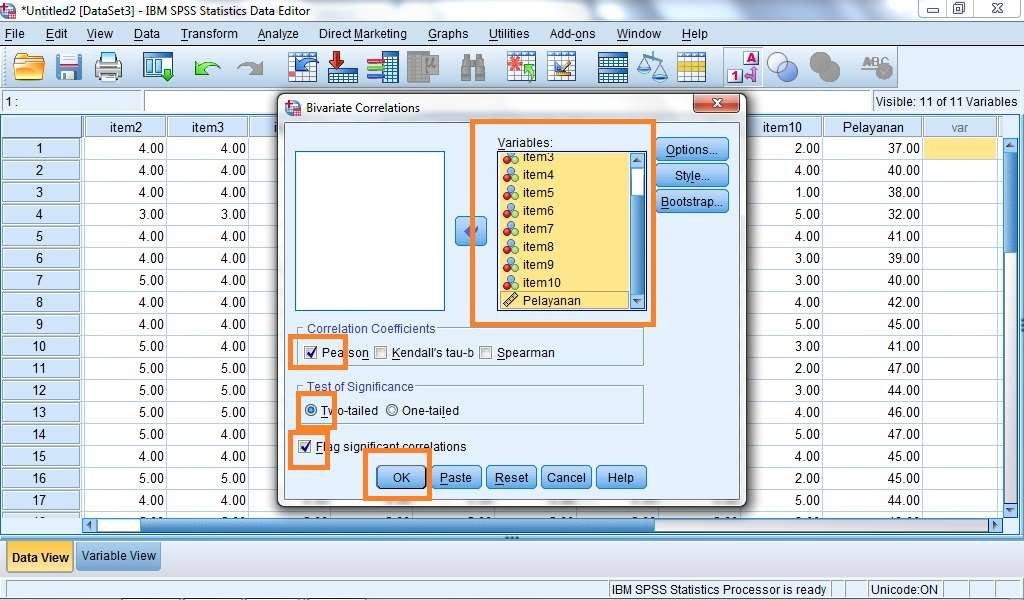 *Untitled2 [DataSet3] - IBM SPSS Statistics Data Editor
File Edit View Data Transform Analyze Direct Marketing Graphs Utilities Add-ons Window Help
1 A
ABC
1 : Visible: 11 of 11 Variables
item2 item3 item10 Pelayanan var
1 4.00 4.00 2.00 37.00
2 4.00 4.00 4.00 40.00
3 4.00 4.00 1.00 38.00
4 3.00 3.00 5.00 32.00
5 4.00 4.00 4.00 41.00
6 4.00 4.00 3.00 39.00
7 5.00 4.00 3.00 40.00
8 4.00 4.00 4.00 42.00
9 4.00 4.00 5.00 45.00
10 5.00 4.00 3.00 41.00
11 5.00 5.00 5.00 47.00
12 5.00 5.00 3.00 44.00
13 5.00 4.00 4.00 46.00
14 5.00 4.00 5.00 47.00
15 4.00 4.00 4.00 45.00
16 5.00 5.00 2.00 45.00
17 4.00 4.00 5.00 44.00
Bivariate Correlations
Variables:
item3
item4
item5
item6
item7
item8
item9
item10
Pelayanan
Options...
Style...
Bootstrap...
Correlation Coefficients
Pearson Kendall's tau-b Spearman
Test of Significance
Two-tailed One-tailed
Flag significant correlations
OK Paste Reset Cancel Help
Data View Variable View
IBM SPSS Statistics Processor is ready Unicode:ON